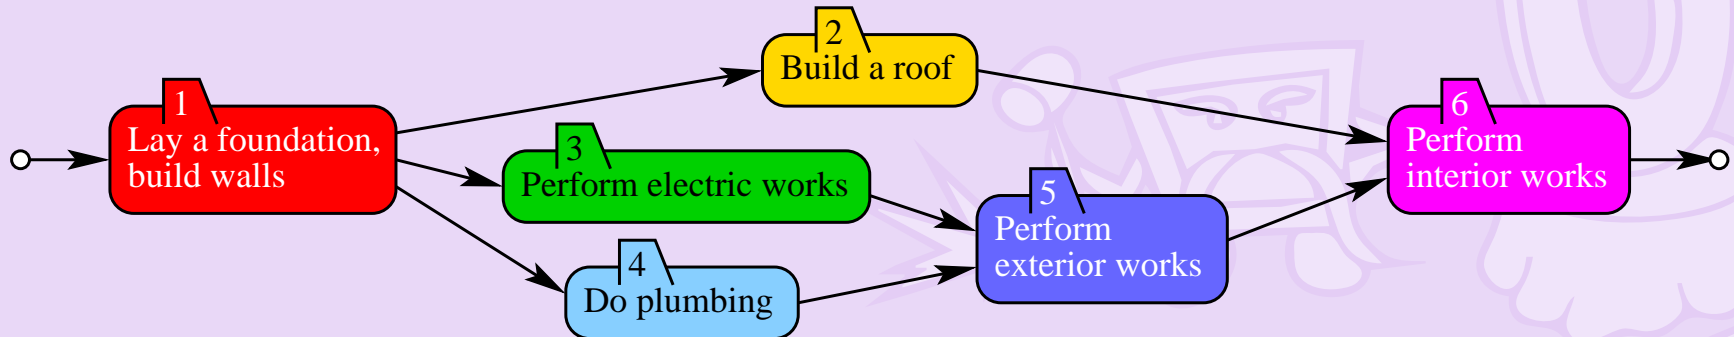 1
Lay a foundation,
build walls
2
Build a roof
3
Perform electric works
4
Do plumbing
5
Perform
exterior works
6
Perform
interior works